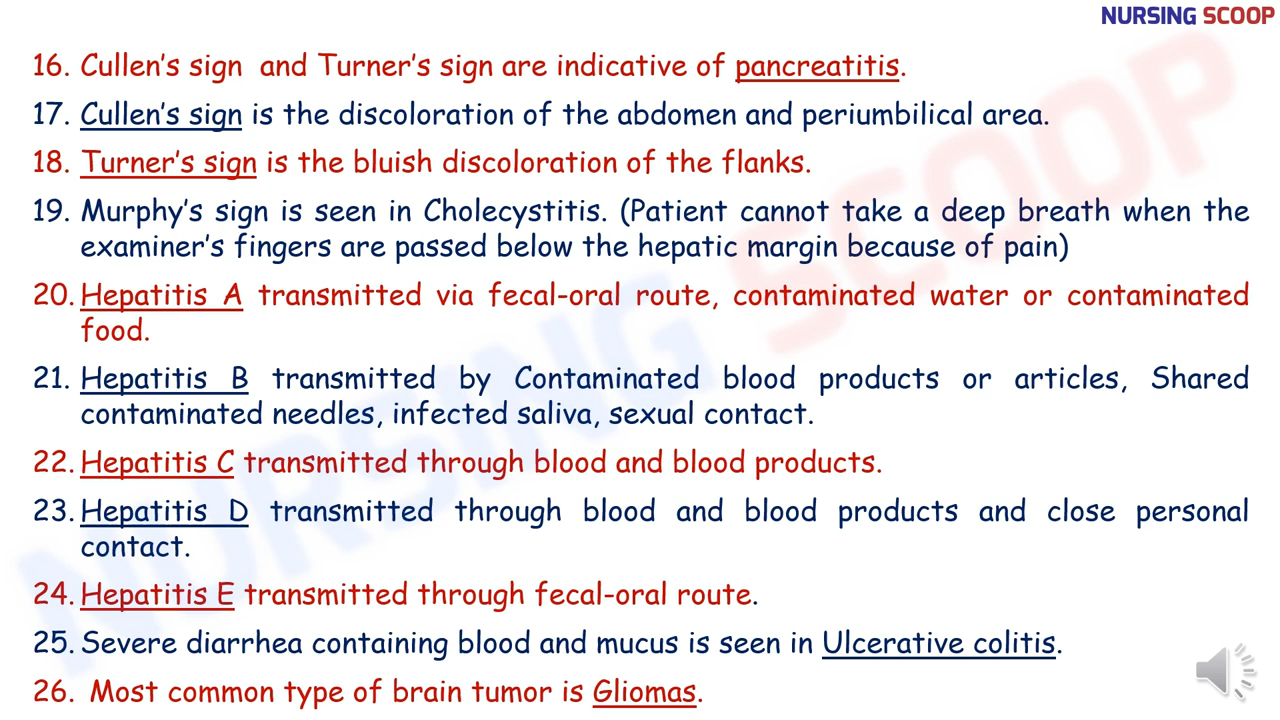 NURSING SCOOP
16. Cullen's sign and Turner's sign are indicative of pancreatitis.
17. Cullen's sign is the discoloration of the abdomen and periumbilical area.
18. Turner's sign is the bluish discoloration of the flanks.
19. Murphy's sign is seen in Cholecystitis. (Patient cannot take a deep breath when the
examiner's fingers are passed below the hepatic margin because of pain)
20. Hepatitis A transmitted via fecal-oral route, contaminated water or contaminated
food.
21. Hepatitis B transmitted by Contaminated blood products or articles, Shared
contaminated needles, infected saliva, sexual contact.
22. Hepatitis C transmitted through blood and blood products.
23. Hepatitis D transmitted through blood and blood products and close personal
contact.
24. Hepatitis E transmitted through fecal-oral route.
25. Severe diarrhea containing blood and mucus is seen in Ulcerative colitis.
26. Most common type of brain tumor is Gliomas.
NURSING SCOOP